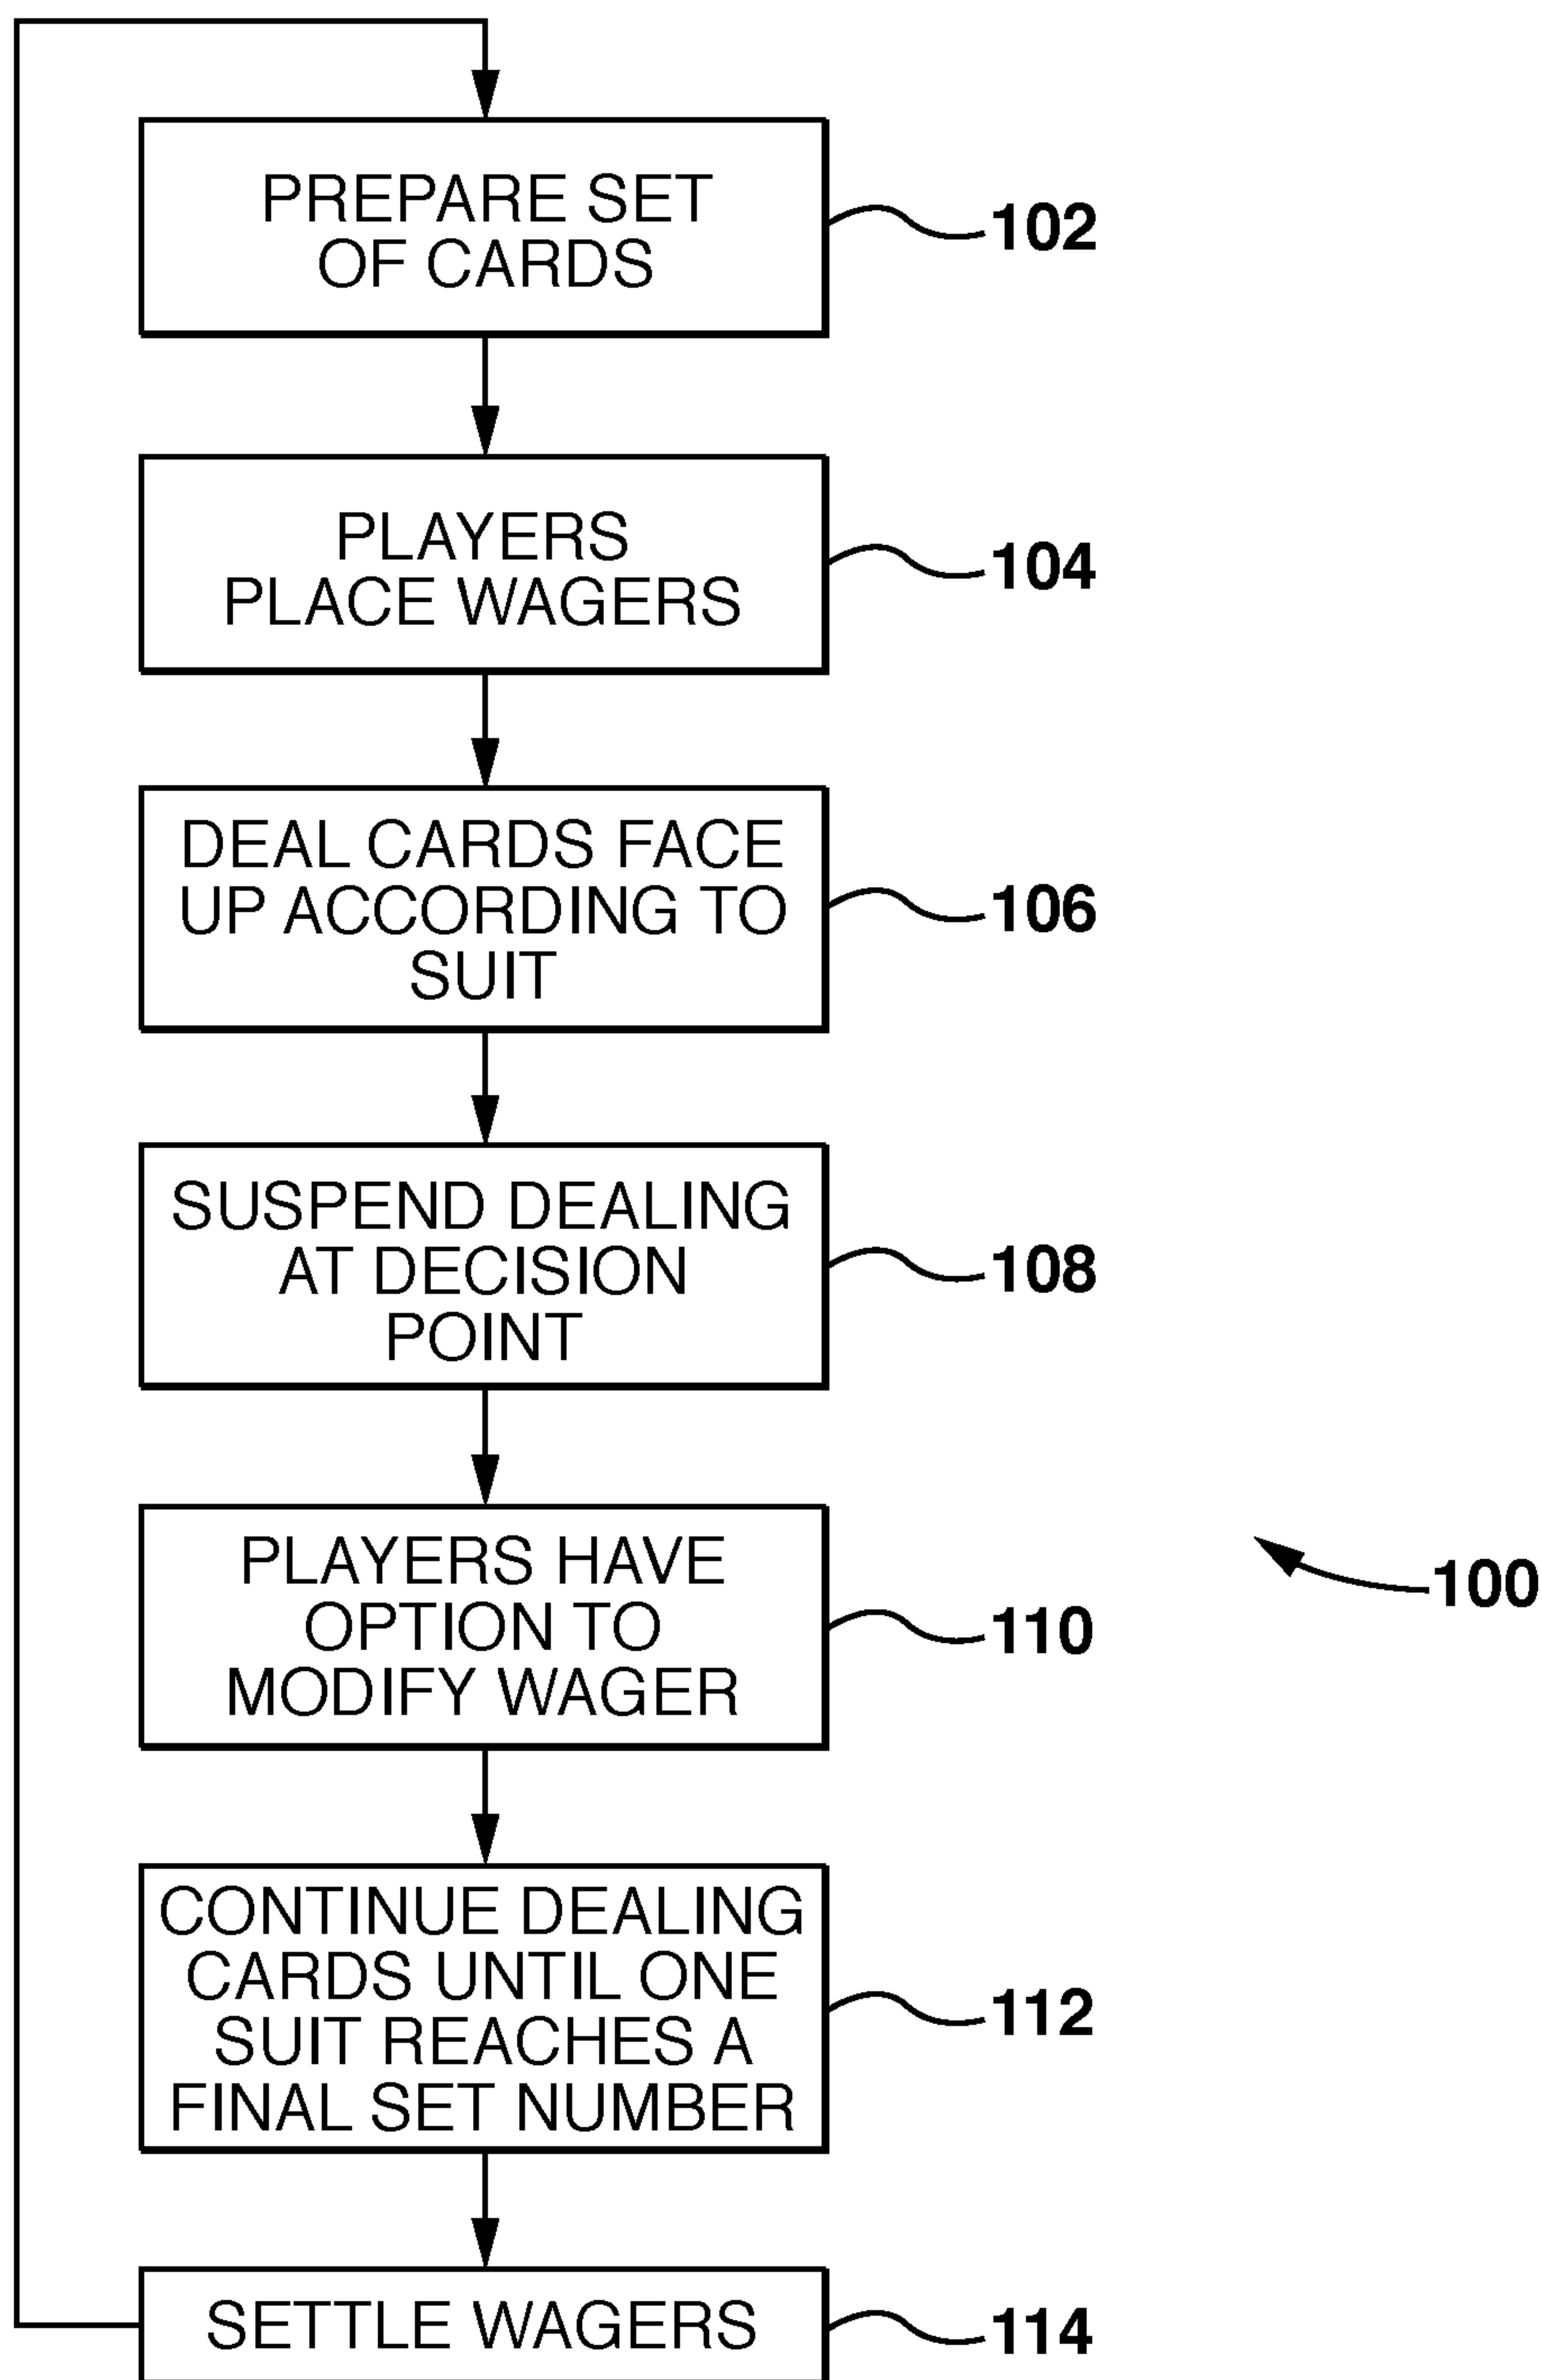 PREPARE SET
OF CARDS
102
PLAYERS
PLACE WAGERS
104
DEAL CARDS FACE
UP ACCORDING TO
SUIT
106
SUSPEND DEALING
AT DECISION
POINT
108
PLAYERS HAVE
OPTION TO
MODIFY WAGER
110
100
CONTINUE DEALING
CARDS UNTIL ONE
SUIT REACHES A
FINAL SET NUMBER
112
SETTLE WAGERS
114